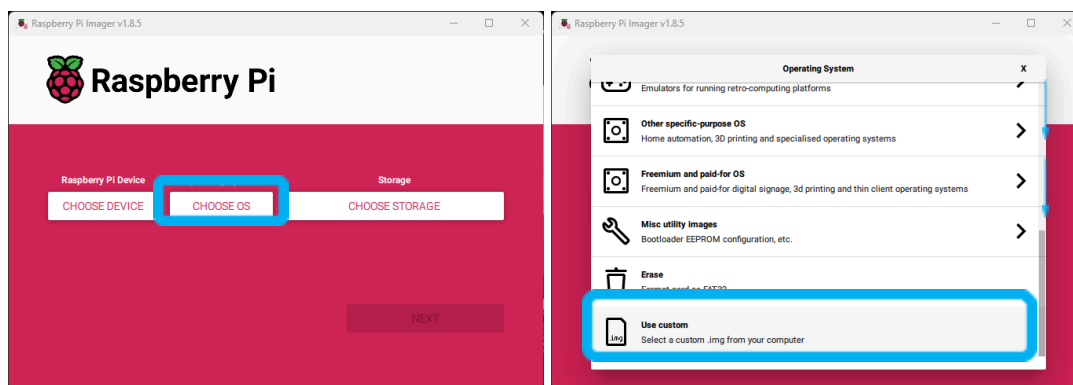 Raspberry Pi Imager v1.8.5
Raspberry Pi
Raspberry Pi Device
Storage
CHOOSE DEVICE
CHOOSE OS
CHOOSE STORAGE
NEXT
Raspberry Pi Imager v1.8.5
Operating System
X
Emulators for running retro-computing platforms
Other specific-purpose OS
Home automation, 3D printing and specialised operating systems
Freemium and paid-for OS
Freemium and paid-for digital signage, 3d printing and thin client operating systems
Misc utility images
Bootloader EEPROM configuration, etc.
Erase
Format card as FAT32
Use custom
.img
Select a custom .img from your computer